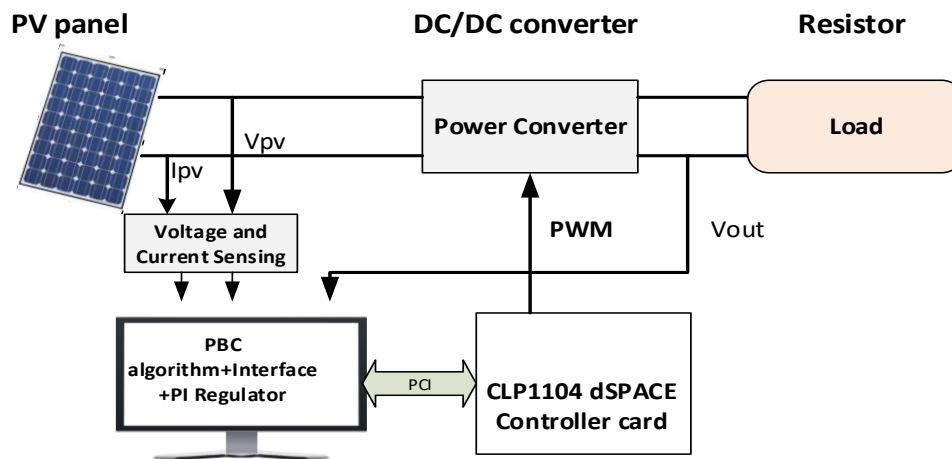 PV panel
DC/DC converter
Resistor
Power Converter
Load
Vpv
Ipv
Voltage and
Current Sensing
PWM
Vout
PBC
algorithm+Interface
+PI Regulator
PCI
CLP1104 dSPACE
Controller card